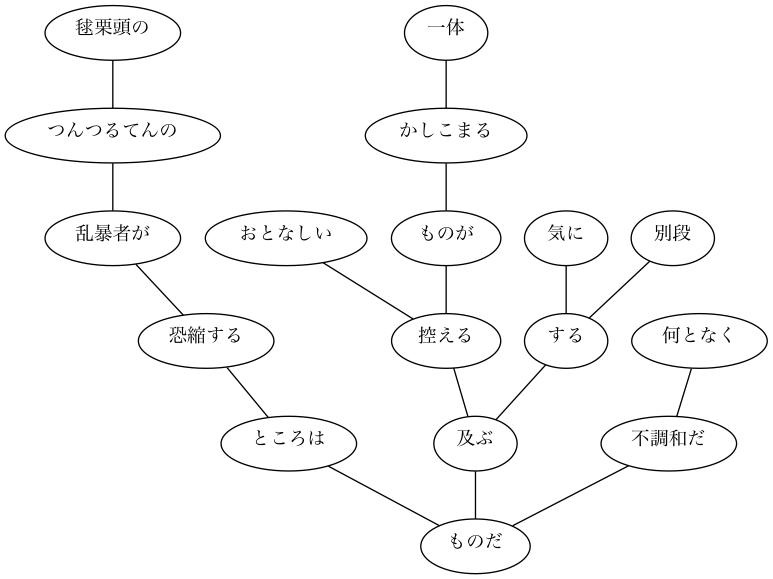 毬栗頭の
一体
つんつるてんの
かしこまる
乱暴者が
おとなしい
ものが
気に
別段
恐縮する
控える
する
何となく
ところは
及ぶ
不調和だ
ものだ